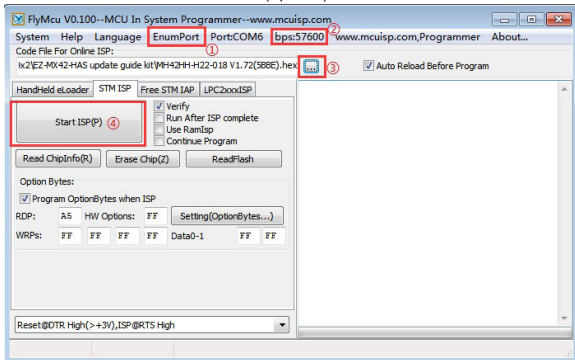 FlyMcu V0.100--MCU In System Programmer--www.mcuisp.com
System Help Language EnumPort Port:COM6 bps:57600 www.mcuisp.com,Programmer About...
① ②
Code File For Online ISP:
ix2\EZ-MX42-HAS update guide kit\MH42HH-H22-018 V1.72(5BBE).hex ... ③ Auto Reload Before Program
HandHeld eLoader STM ISP Free STM IAP LPC2xxxISP
Start ISP(P) ④
Verify
Run After ISP complete
Use RamIsp
Continue Program
Read ChipInfo(R) Erase Chip(Z) ReadFlash
Option Bytes:
Program OptionBytes when ISP
RDP: A5 HW Options: FF Setting(OptionBytes...)
WRPs: FF FF FF FF Data0-1 FF FF
Reset@DTR High(>+3V),ISP@RTS High